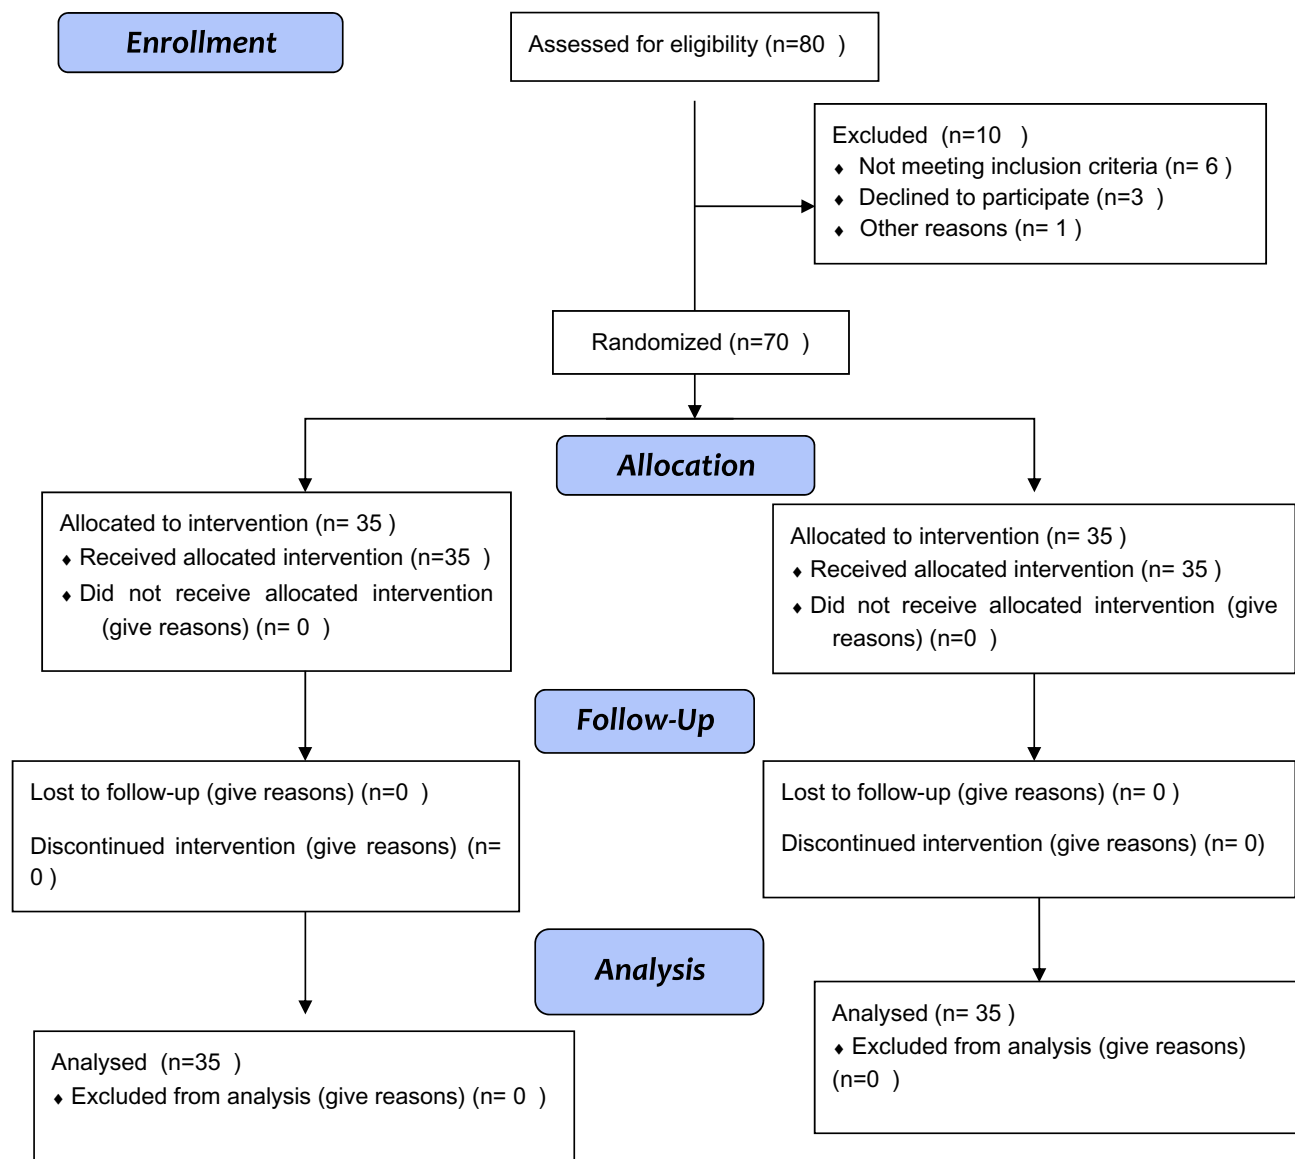 Enrollment
Assessed for eligibility (n=80  )
Excluded  (n=10   )
♦ Not meeting inclusion criteria (n= 6 )
♦ Declined to participate (n=3  )
♦ Other reasons (n= 1 )
Randomized (n=70  )
Allocation
Allocated to intervention (n= 35 )
♦ Received allocated intervention (n=35  )
♦ Did not receive allocated intervention
(give reasons) (n= 0  )
Allocated to intervention (n= 35 )
♦ Received allocated intervention (n= 35 )
♦ Did not receive allocated intervention (give
reasons) (n=0  )
Follow-Up
Lost to follow-up (give reasons) (n=0  )
Discontinued intervention (give reasons) (n=
0 )
Lost to follow-up (give reasons) (n= 0 )
Discontinued intervention (give reasons) (n= 0)
Analysis
Analysed  (n=35  )
♦ Excluded from analysis (give reasons) (n= 0  )
Analysed (n= 35 )
♦ Excluded from analysis (give reasons)
(n=0  )